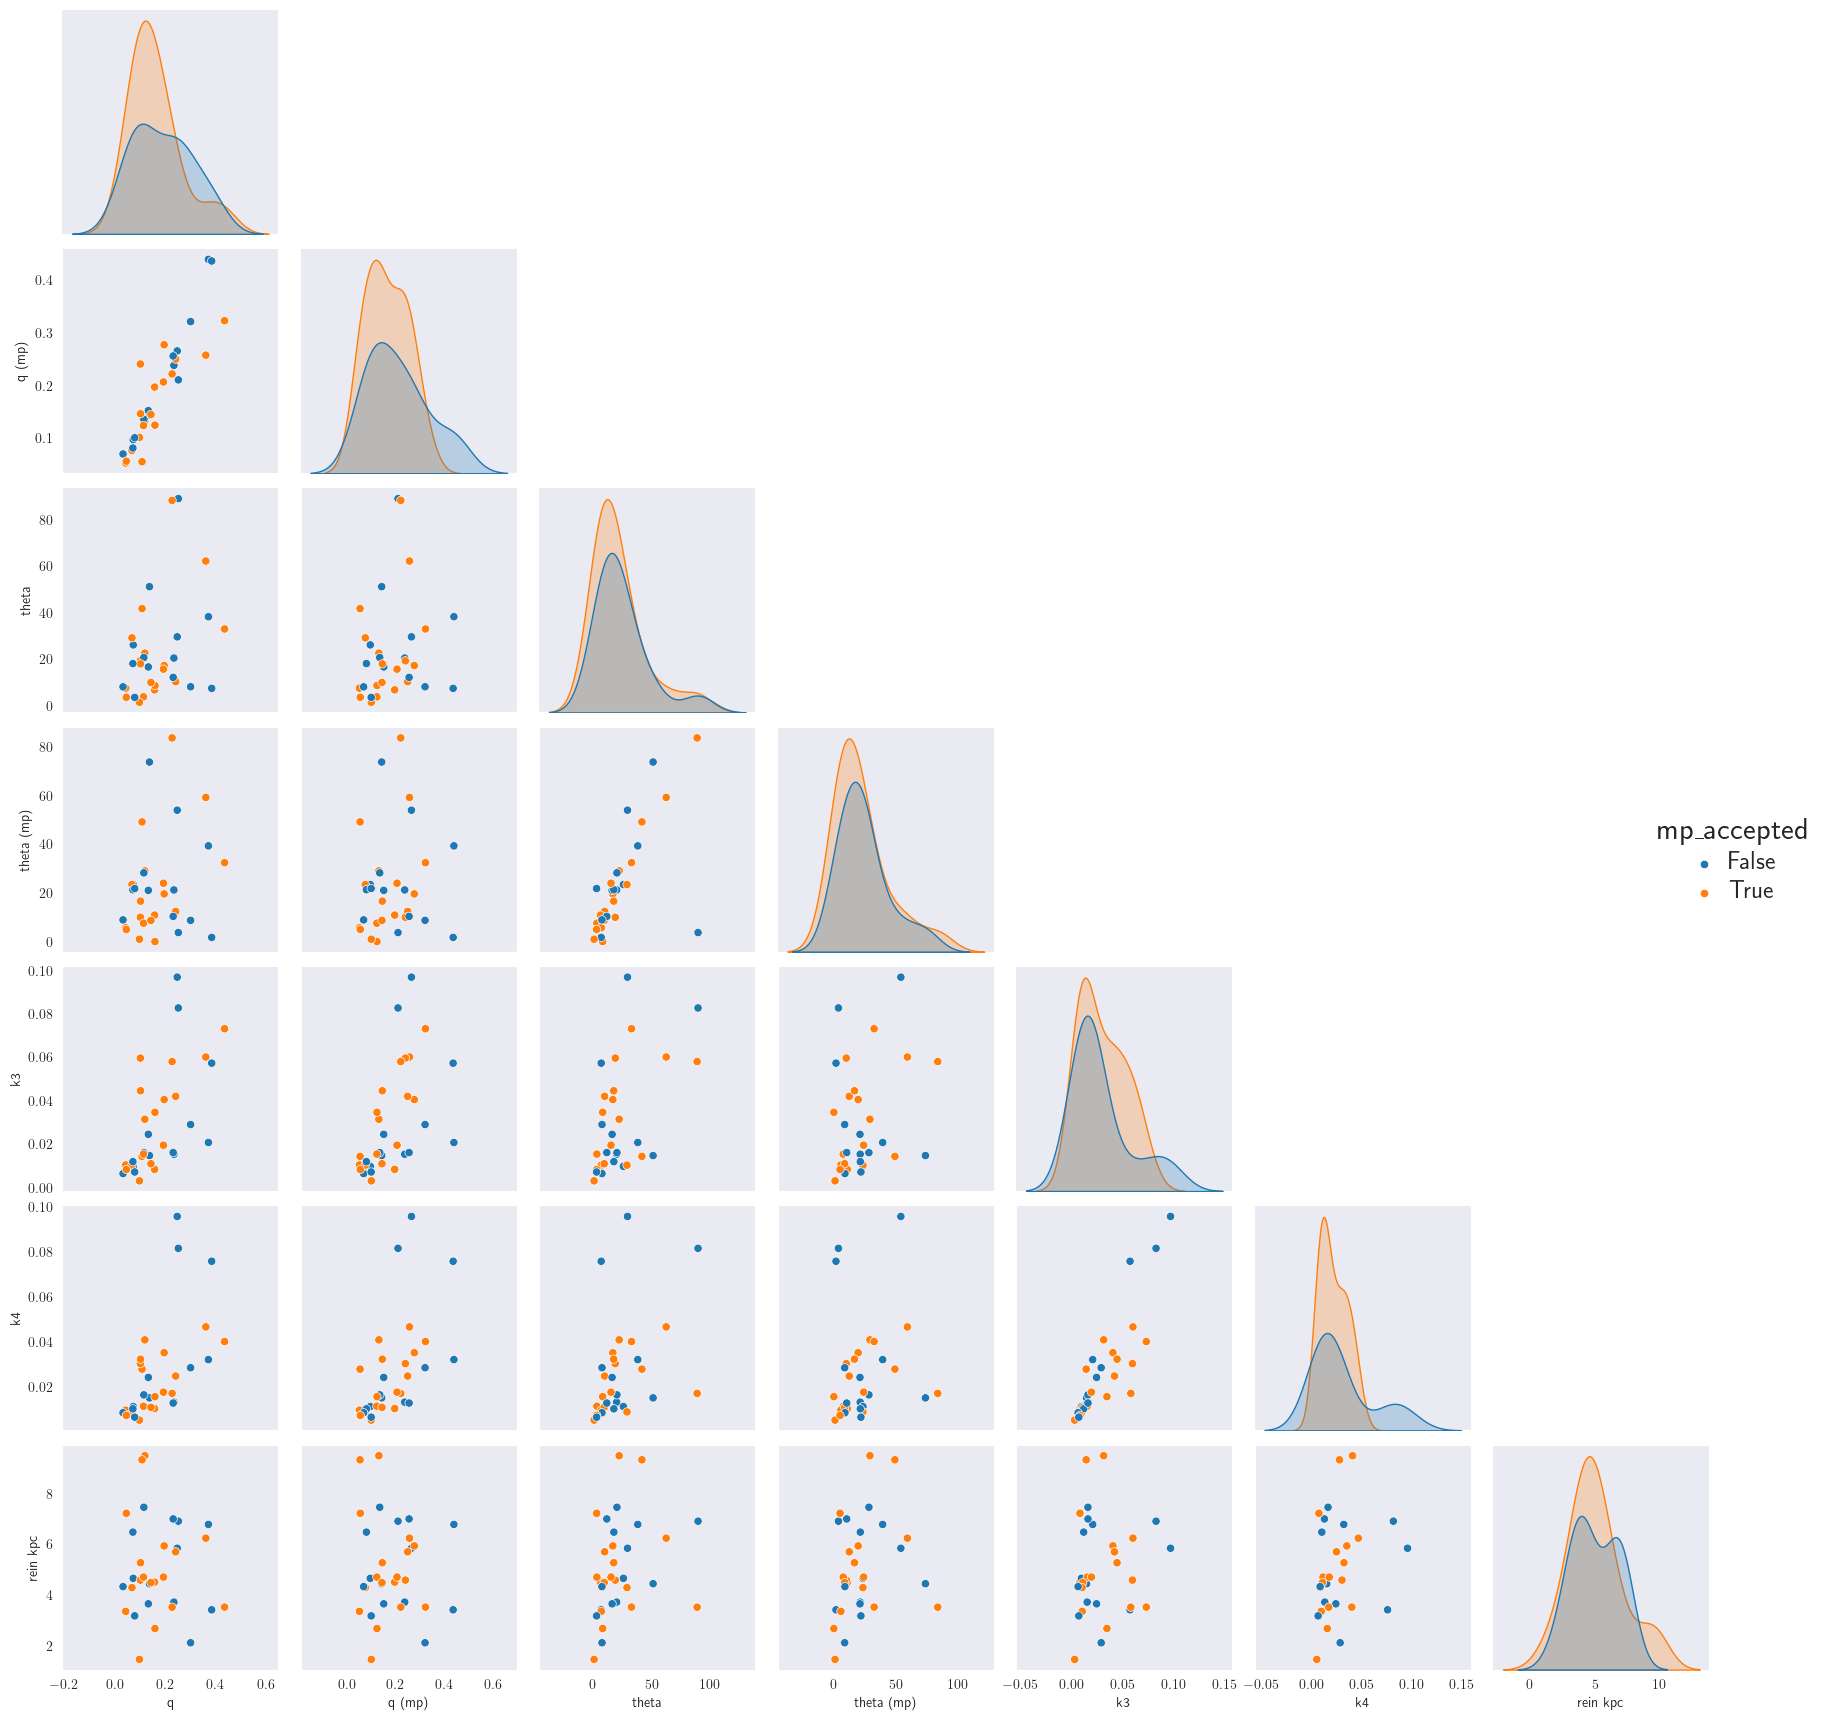 0.4
0.3
q (mp)
0.2
0.1
80
60
theta
40
20
0
80
60
theta (mp)
40
20
0
mp_accepted
False
True
0.10
0.08
0.06
k3
0.04
0.02
0.00
0.10
0.08
0.06
k4
0.04
0.02
8
6
rein kpc
4
2
−0.2 0.0 0.2 0.4 0.6 0.0 0.2 0.4 0.6 0 50 100 0 50 100 −0.05 0.00 0.05 0.10 0.15 −0.05 0.00 0.05 0.10 0.15 0 5 10
q q (mp) theta theta (mp) k3 k4 rein kpc